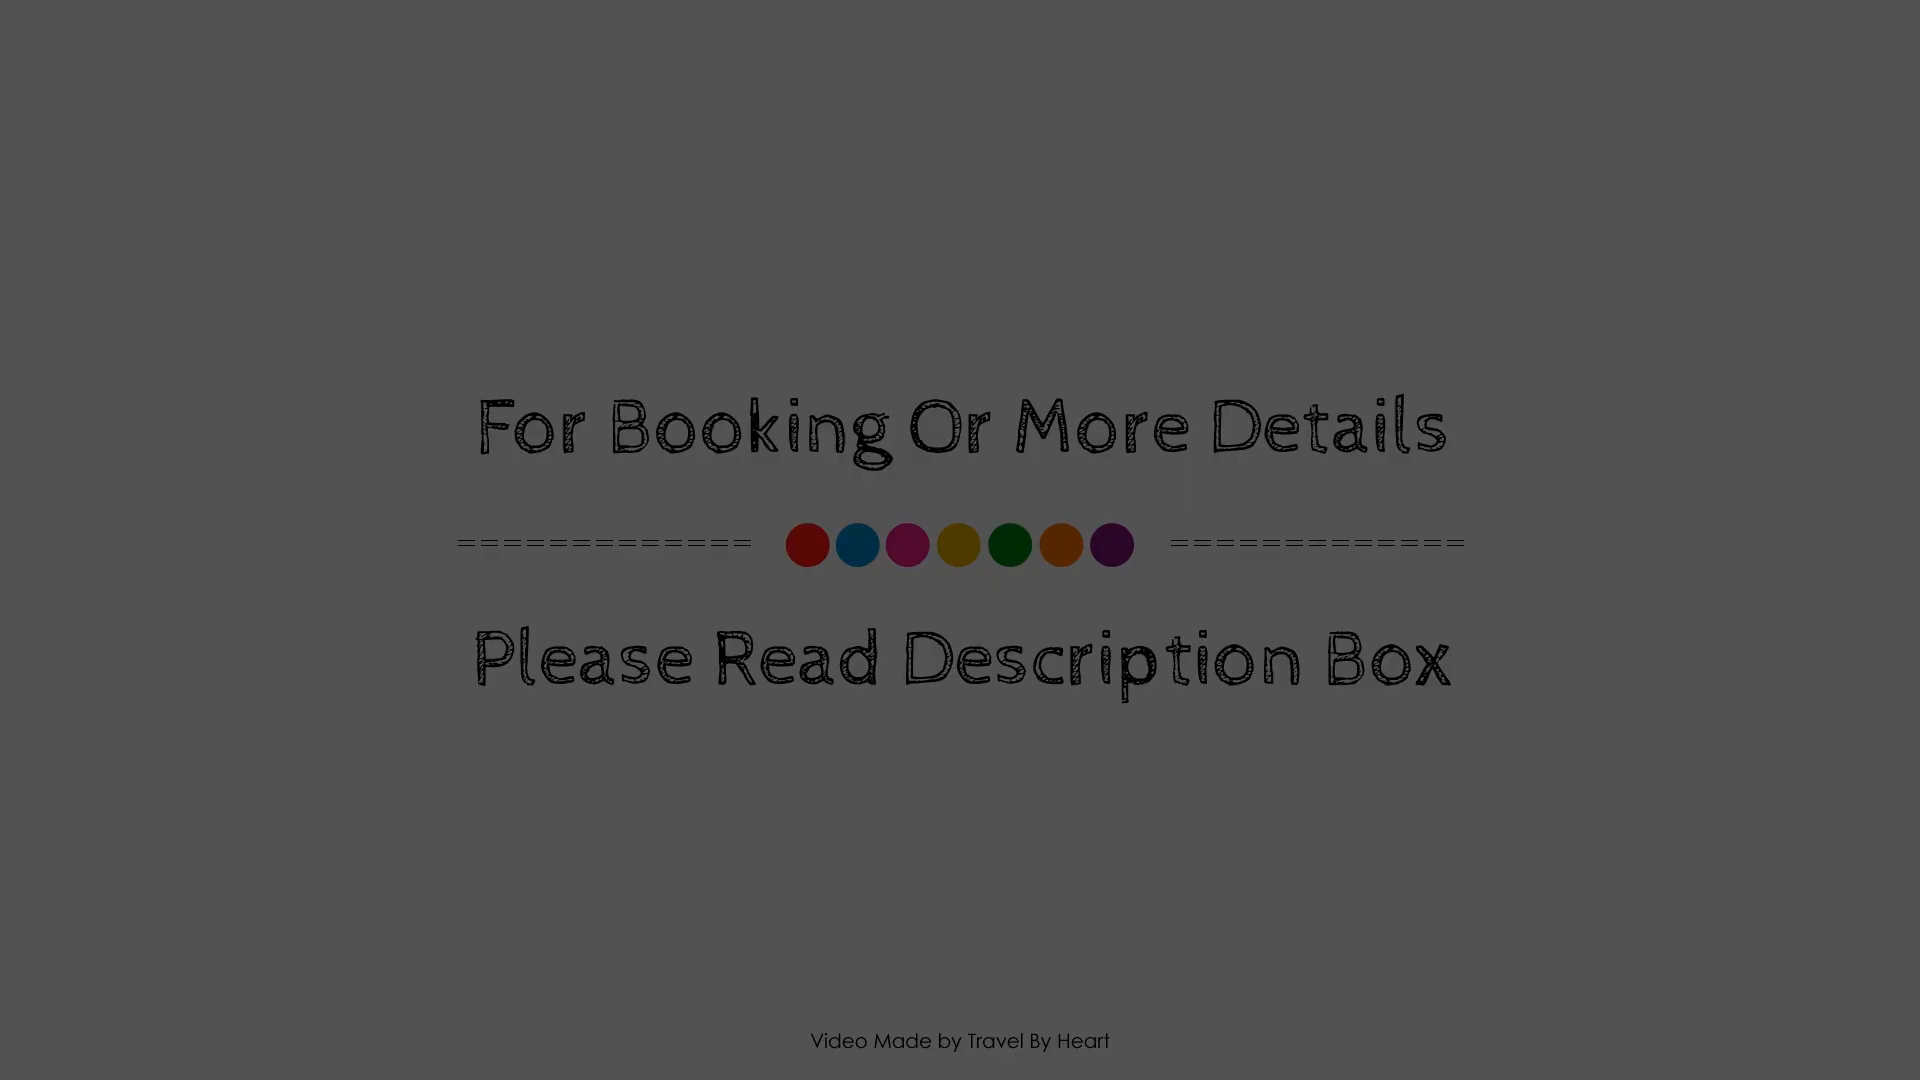 For Booking Or More Details
============= =============
Please Read Description Box
Video Made by Travel By Heart